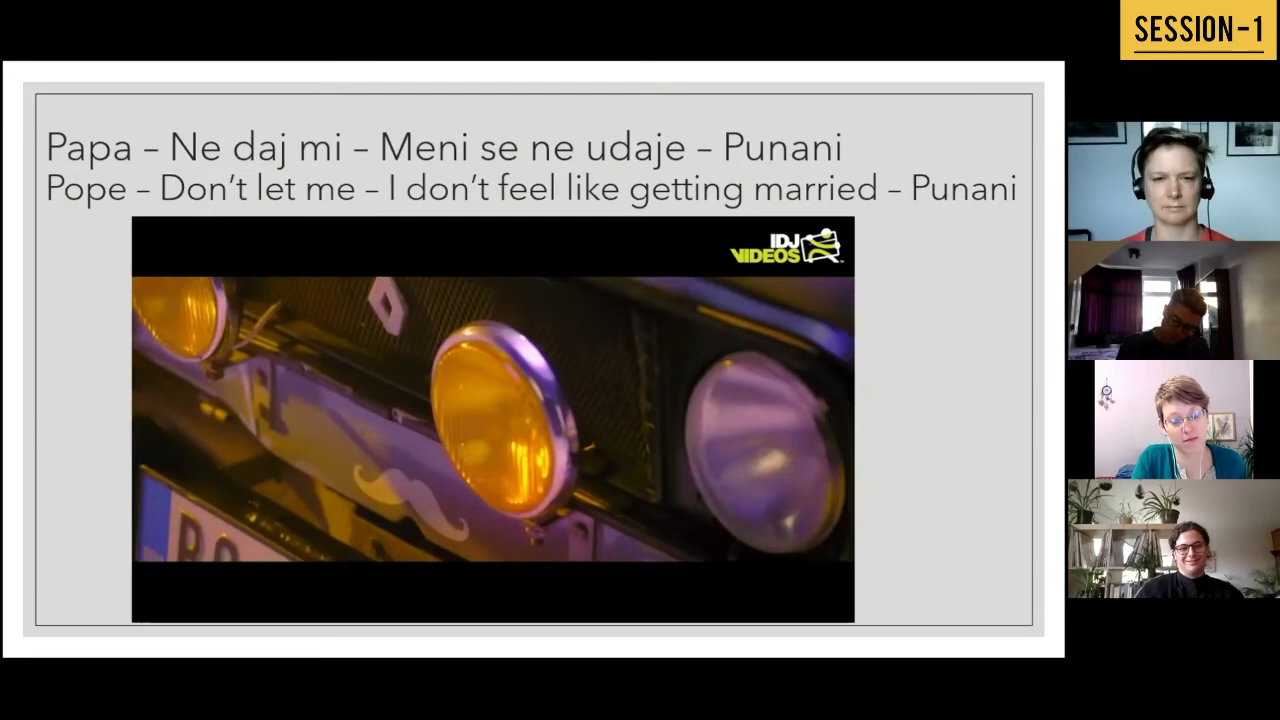 SESSION-1
Papa – Ne daj mi – Meni se ne udaje – Punani
Pope – Don't let me – I don't feel like getting married – Punani
IDJ
VIDEOS